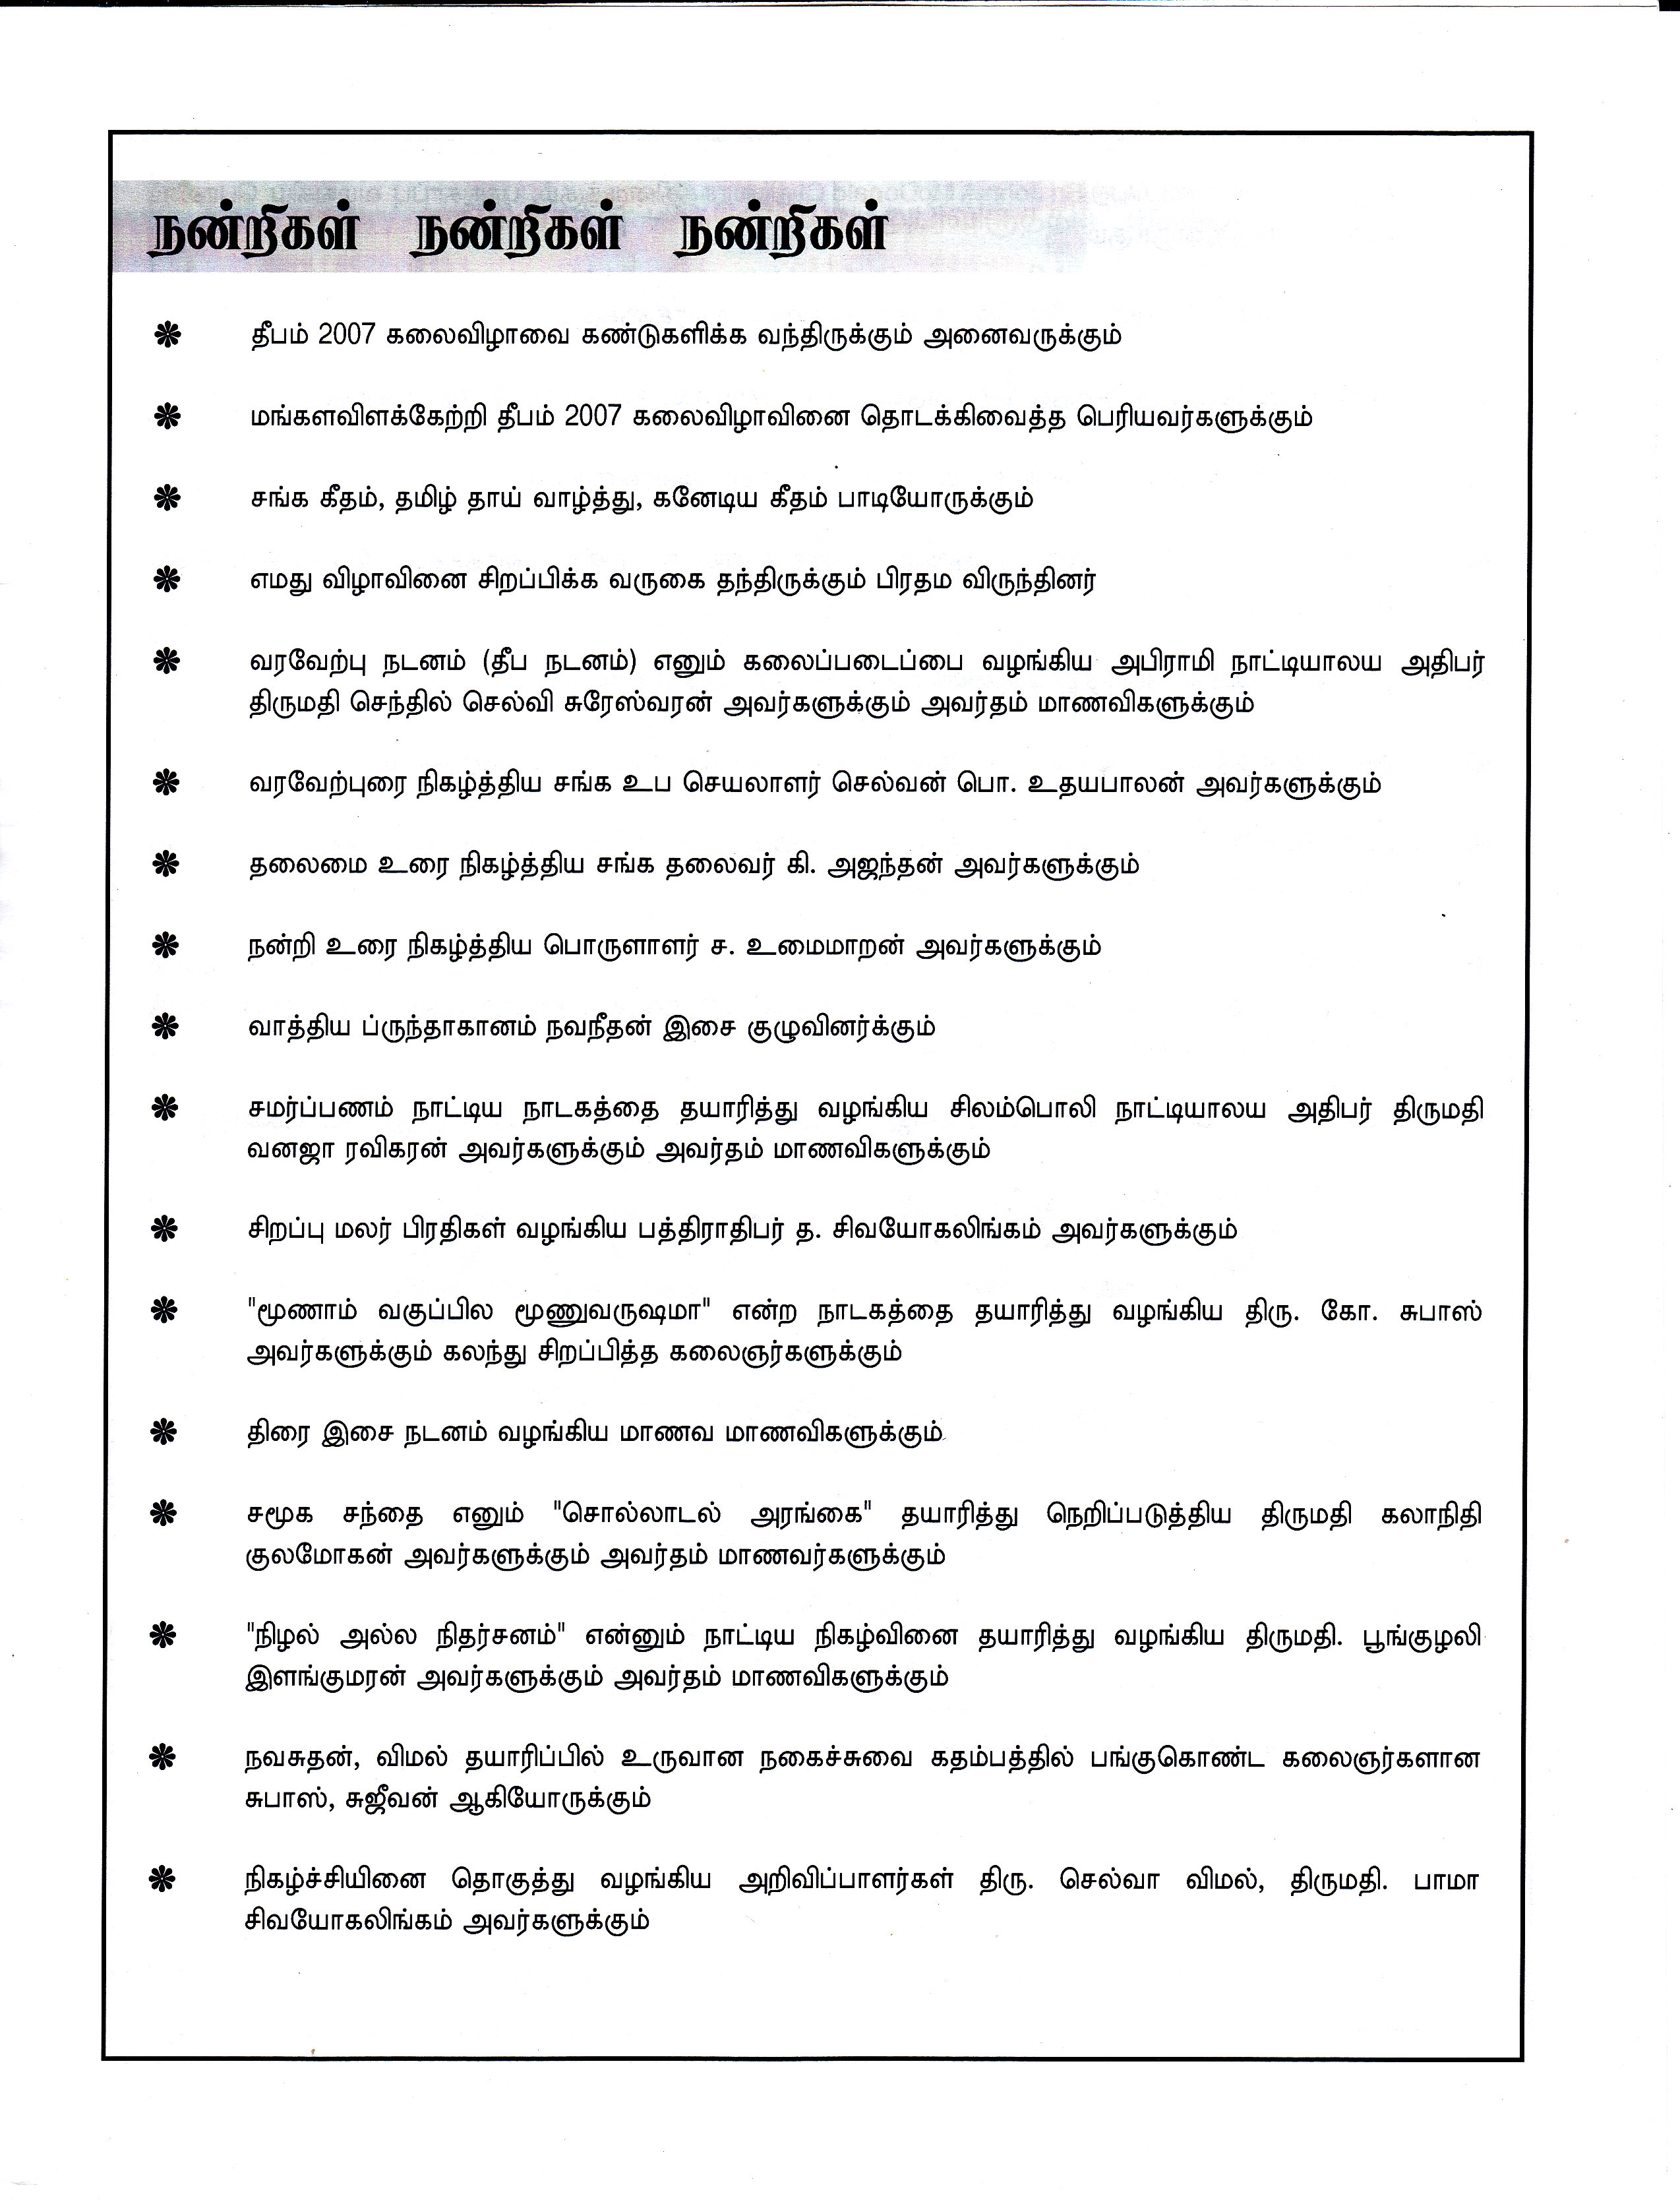 நன்றிகள் நன்றிகள் நன்றிகள்
❃ தீபம் 2007 கலைவிழாவை கண்டுகளிக்க வந்திருக்கும் அனைவருக்கும்
❃ மங்களவிளக்கேற்றி தீபம் 2007 கலைவிழாவினை தொடக்கிவைத்த பெரியவர்களுக்கும்
❃ சங்க கீதம், தமிழ் தாய் வாழ்த்து, கனேடிய கீதம் பாடியோருக்கும்
❃ எமது விழாவினை சிறப்பிக்க வருகை தந்திருக்கும் பிரதம விருந்தினர்
❃ வரவேற்பு நடனம் (தீப நடனம்) எனும் கலைப்படைப்பை வழங்கிய அபிராமி நாட்டியாலய அதிபர்
திருமதி செந்தில் செல்வி சுரேஸ்வரன் அவர்களுக்கும் அவர்தம் மாணவிகளுக்கும்
❃ வரவேற்புரை நிகழ்த்திய சங்க உப செயலாளர் செல்வன் பொ. உதயபாலன் அவர்களுக்கும்
❃ தலைமை உரை நிகழ்த்திய சங்க தலைவர் கி. அஜந்தன் அவர்களுக்கும்
❃ நன்றி உரை நிகழ்த்திய பொருளாளர் ச. உமைமாறன் அவர்களுக்கும்
❃ வாத்திய ப்ருந்தாகானம் நவநீதன் இசை குழுவினர்க்கும்
❃ சமர்ப்பணம் நாட்டிய நாடகத்தை தயாரித்து வழங்கிய சிலம்பொலி நாட்டியாலய அதிபர் திருமதி
வனஜா ரவிகரன் அவர்களுக்கும் அவர்தம் மாணவிகளுக்கும்
❃ சிறப்பு மலர் பிரதிகள் வழங்கிய பத்திராதிபர் த. சிவயோகலிங்கம் அவர்களுக்கும்
❃ "மூணாம் வகுப்பில மூணுவருஷமா" என்ற நாடகத்தை தயாரித்து வழங்கிய திரு. கோ. சுபாஸ்
அவர்களுக்கும் கலந்து சிறப்பித்த கலைஞர்களுக்கும்
❃ திரை இசை நடனம் வழங்கிய மாணவ மாணவிகளுக்கும்
❃ சமூக சந்தை எனும் "சொல்லாடல் அரங்கை" தயாரித்து நெறிப்படுத்திய திருமதி கலாநிதி
குலமோகன் அவர்களுக்கும் அவர்தம் மாணவர்களுக்கும்
❃ "நிழல் அல்ல நிதர்சனம்" என்னும் நாட்டிய நிகழ்வினை தயாரித்து வழங்கிய திருமதி. பூங்குழலி
இளங்குமரன் அவர்களுக்கும் அவர்தம் மாணவிகளுக்கும்
❃ நவசுதன், விமல் தயாரிப்பில் உருவான நகைச்சுவை கதம்பத்தில் பங்குகொண்ட கலைஞர்களான
சுபாஸ், சுஜீவன் ஆகியோருக்கும்
❃ நிகழ்ச்சியினை தொகுத்து வழங்கிய அறிவிப்பாளர்கள் திரு. செல்வா விமல், திருமதி. பாமா
சிவயோகலிங்கம் அவர்களுக்கும்